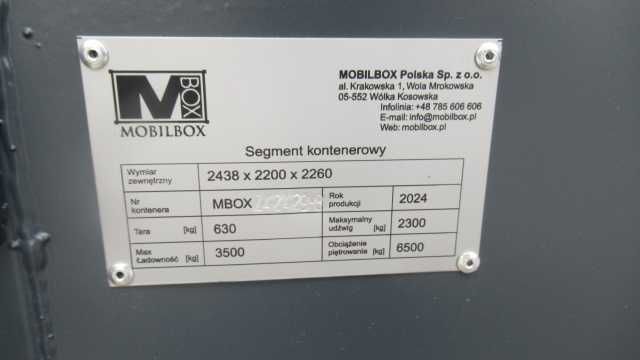 M
BOX
MOBILBOX
MOBILBOX Polska Sp. z o.o.
al. Krakowska 1, Wola Mrokowska
05-552 Wólka Kosowska
Infolinia: +48 785 606 606
E-mail: info@mobilbox.pl
Web: mobilbox.pl
Segment kontenerowy
Wymiar zewnętrzny 2438 x 2200 x 2260
Nr kontenera MBOX
Rok produkcji 2024
Tara [kg] 630
Maksymalny udźwig [kg] 2300
Max Ładowność [kg] 3500
Obciążenie piętrowania [kg] 6500